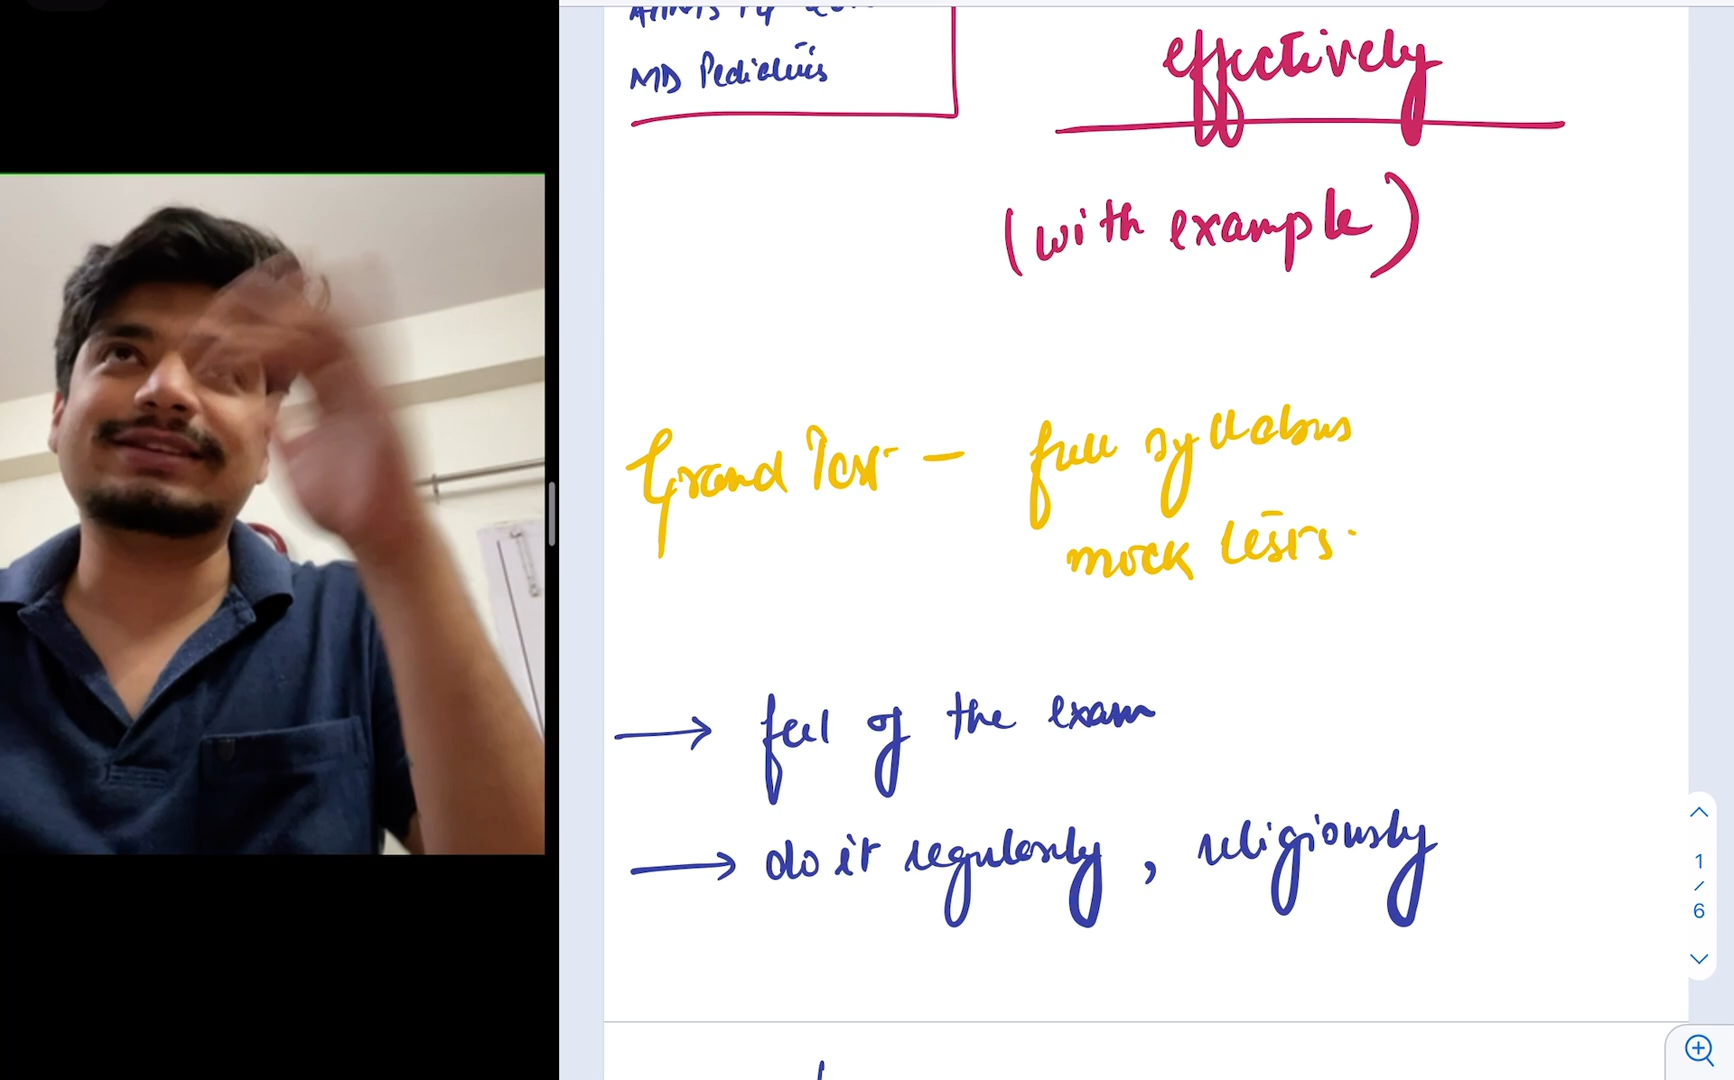 MD Pediatrics
effectively
(with example)
Grand Test - full syllabus
mock tests.
→ feel of the exam
→ do it regularly, religiously
1
/
6